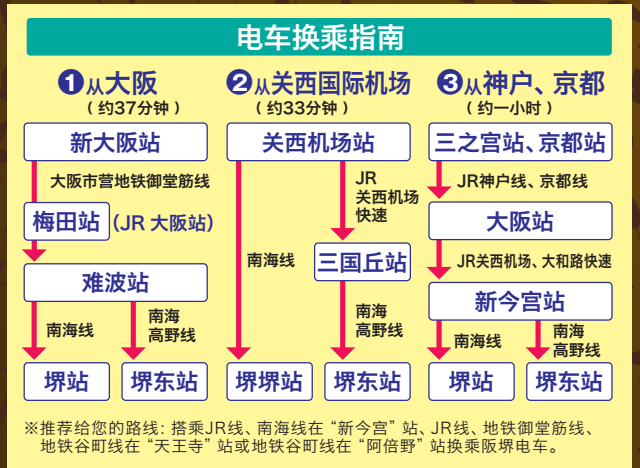 电车换乘指南
❶从大阪
(约37分钟)
新大阪站
大阪市营地铁御堂筋线
梅田站(JR 大阪站)
难波站
南海线
南海
高野线
堺站
堺东站
❷从关西国际机场
(约33分钟)
关西机场站
JR
关西机场
快速
南海线
三国丘站
南海
高野线
堺堺站
堺东站
❸从神户、京都
(约一小时)
三之宫站、京都站
JR神户线、京都线
大阪站
JR关西机场、大和路快速
新今宫站
南海线
南海
高野线
堺站
堺东站
※推荐给您的路线: 搭乘JR线、南海线在“新今宫”站、JR线、地铁御堂筋线、
地铁谷町线在“天王寺”站或地铁谷町线在“阿倍野”站换乘阪堺电车。